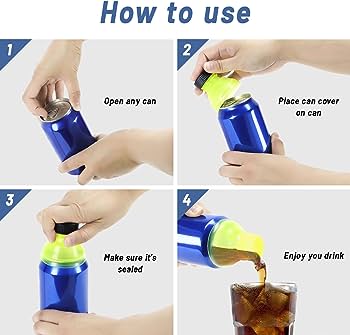 How to use
1
Open any can
2
Place can cover
on can
3
Make sure it's
sealed
4
Enjoy you drink